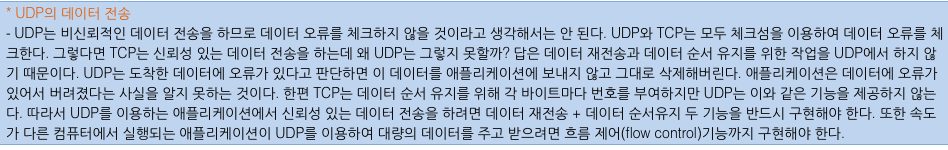 * UDP의 데이터 전송
- UDP는 비신뢰적인 데이터 전송을 하므로 데이터 오류를 체크하지 않을 것이라고 생각해서는 안 된다. UDP와 TCP는 모두 체크섬을 이용하여 데이터 오류를 체
크한다. 그렇다면 TCP는 신뢰성 있는 데이터 전송을 하는데 왜 UDP는 그렇지 못할까? 답은 데이터 재전송과 데이터 순서 유지를 위한 작업을 UDP에서 하지 않
기 때문이다. UDP는 도착한 데이터에 오류가 있다고 판단하면 이 데이터를 애플리케이션에 보내지 않고 그대로 삭제해버린다. 애플리케이션은 데이터에 오류가
있어서 버려졌다는 사실을 알지 못하는 것이다. 한편 TCP는 데이터 순서 유지를 위해 각 바이트마다 번호를 부여하지만 UDP는 이와 같은 기능을 제공하지 않는
다. 따라서 UDP를 이용하는 애플리케이션에서 신뢰성 있는 데이터 전송을 하려면 데이터 재전송 + 데이터 순서유지 두 기능을 반드시 구현해야 한다. 또한 속도
가 다른 컴퓨터에서 실행되는 애플리케이션이 UDP를 이용하여 대량의 데이터를 주고 받으려면 흐름 제어(flow control)기능까지 구현해야 한다.